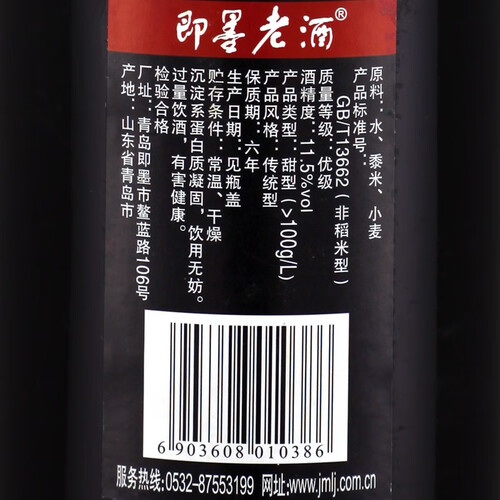 即墨老酒®
原料：水、黍米、小麦
产品标准号：
GB/T13662（非稻米型）
质量等级：优级
酒精度：11.5%vol
产品类型：甜型（>100g/L）
产品风格：传统型
保质期：六年
生产日期：见瓶盖
贮存条件：常温、干燥
沉淀系蛋白质凝固，饮用无妨。
过量饮酒，有害健康。
检验合格
厂址：青岛即墨市鳌蓝路106号
产地：山东省青岛市
6 903608 010386
服务热线:0532-87553199 网址:www.jmlj.com.cn